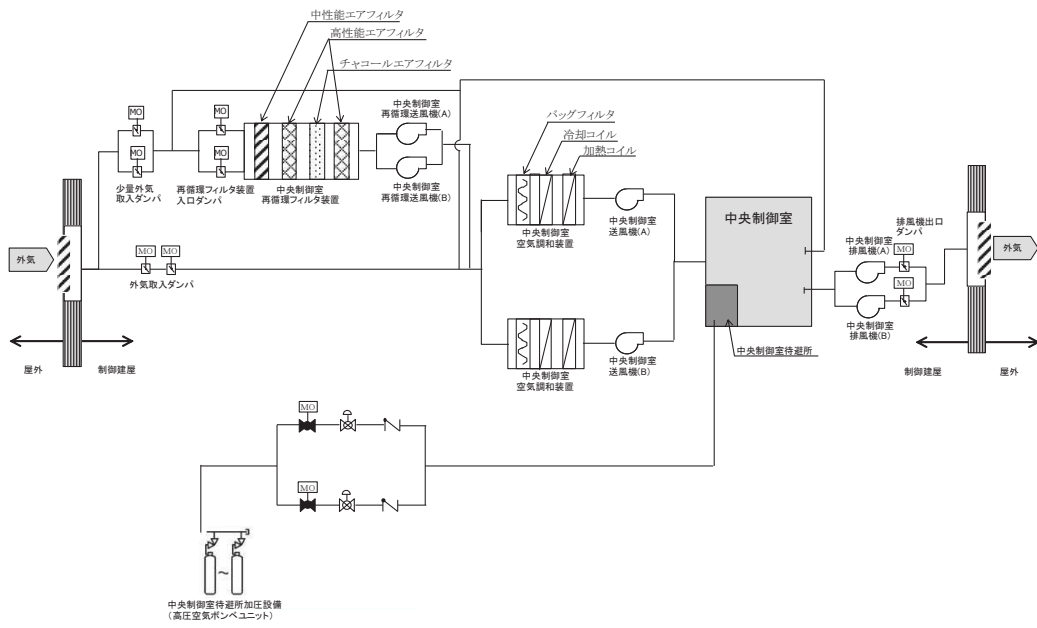 中性能エアフィルタ
高性能エアフィルタ
チャコールエアフィルタ
中央制御室
再循環送風機(A)
中央制御室
再循環送風機(B)
MO
MO
MO
MO
少量外気
取入ダンパ
再循環フィルタ装置
入口ダンパ
中央制御室
再循環フィルタ装置
バッグフィルタ
冷却コイル
加熱コイル
中央制御室
空気調和装置
中央制御室
送風機(A)
中央制御室
排風機出口
ダンパ
中央制御室
排風機(A)
MO
MO
中央制御室
排風機(B)
外気
外気
MO
MO
外気取入ダンパ
中央制御室
空気調和装置
中央制御室
送風機(B)
中央制御室待避所
屋外
制御建屋
制御建屋
屋外
MO
MO
～
中央制御室待避所加圧設備
(高圧空気ボンベユニット)